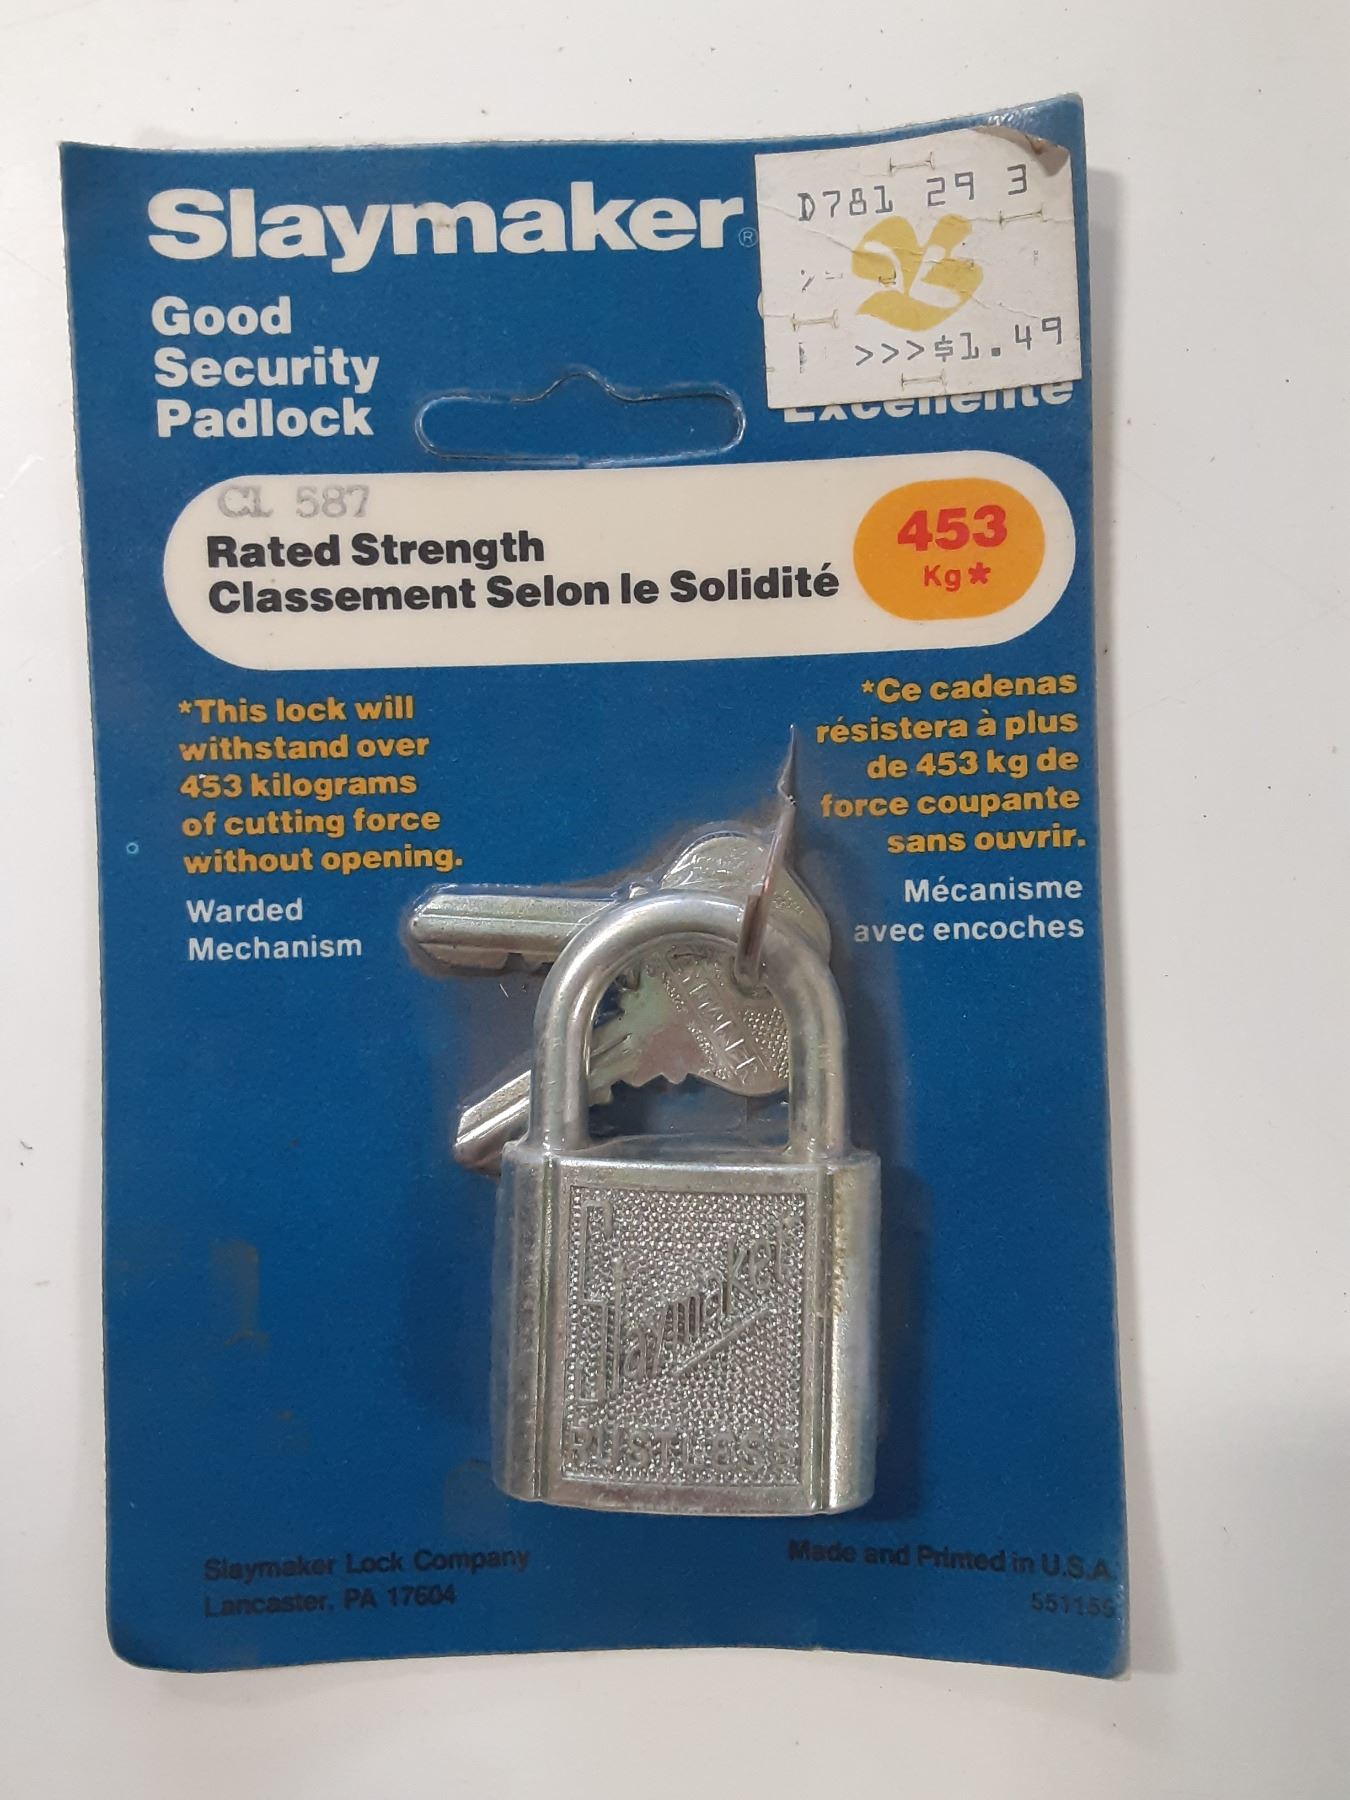 Slaymaker®
D781 29 3
>>>$1.49
Good
Security
Padlock
Excellente
CL 587
Rated Strength
Classement Selon le Solidité
453
Kg*
*This lock will
withstand over
453 kilograms
of cutting force
without opening.
Warded
Mechanism
*Ce cadenas
résistera à plus
de 453 kg de
force coupante
sans ouvrir.
Mécanisme
avec encoches
SLAYMAKER
Slaymaker
RUSTLESS
Slaymaker Lock Company
Lancaster, PA 17604
Made and Printed in U.S.A.